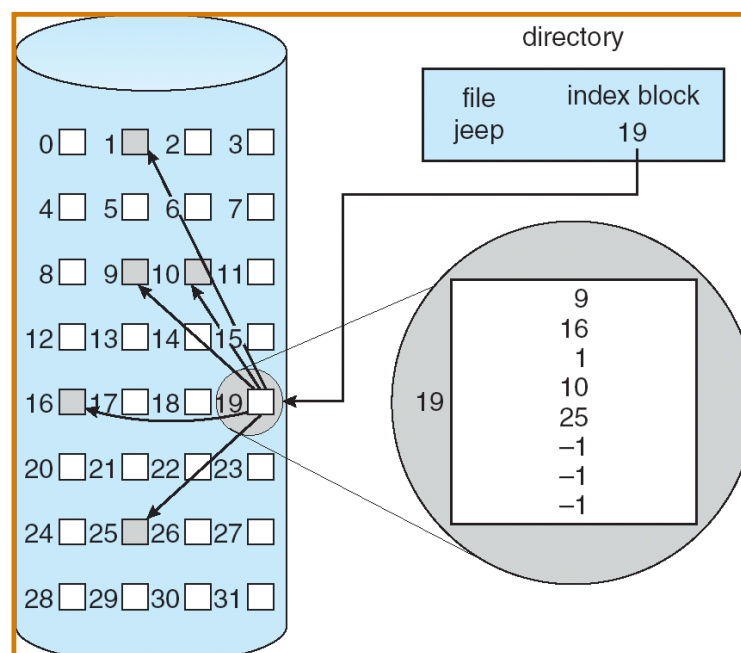 directory
file index block
jeep 19
0 1 2 3
4 5 6 7
8 9 10 11
12 13 14 15
16 17 18 19
20 21 22 23
24 25 26 27
28 29 30 31
19
9
16
1
10
25
–1
–1
–1